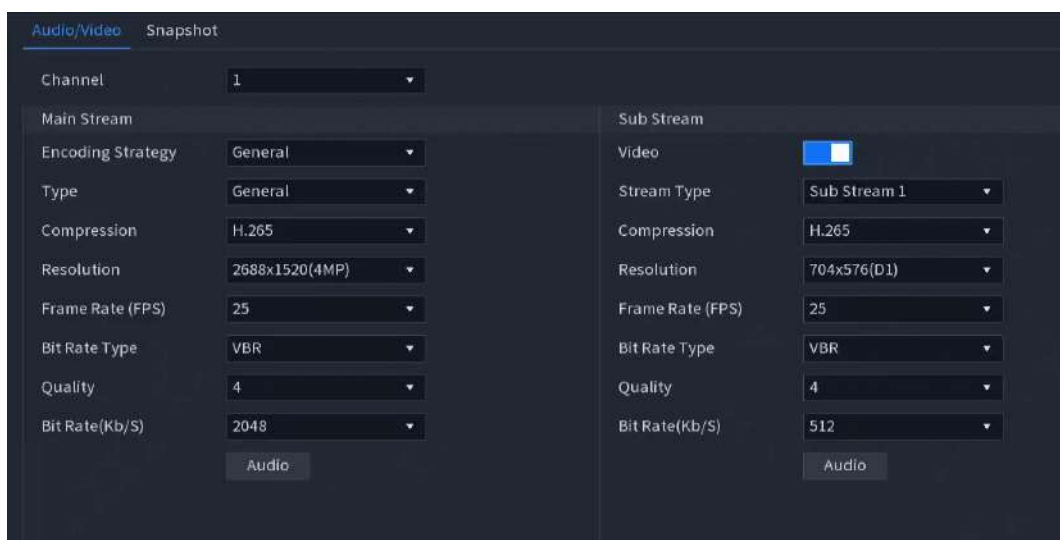 Audio/Video Snapshot
Channel 1
Main Stream Sub Stream
Encoding Strategy General Video
Type General Stream Type Sub Stream 1
Compression H.265 Compression H.265
Resolution 2688x1520(4MP) Resolution 704x576(D1)
Frame Rate (FPS) 25 Frame Rate (FPS) 25
Bit Rate Type VBR Bit Rate Type VBR
Quality 4 Quality 4
Bit Rate(Kb/S) 2048 Bit Rate(Kb/S) 512
Audio Audio